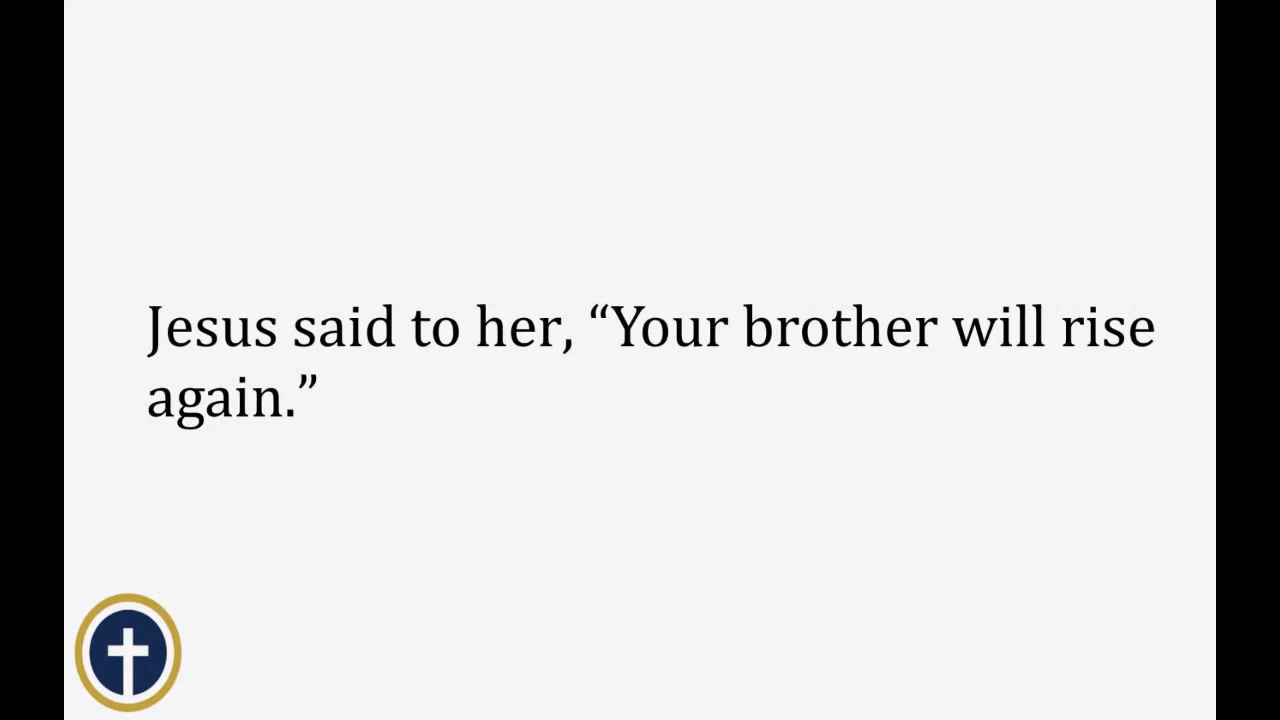 Jesus said to her, “Your brother will rise
again.”